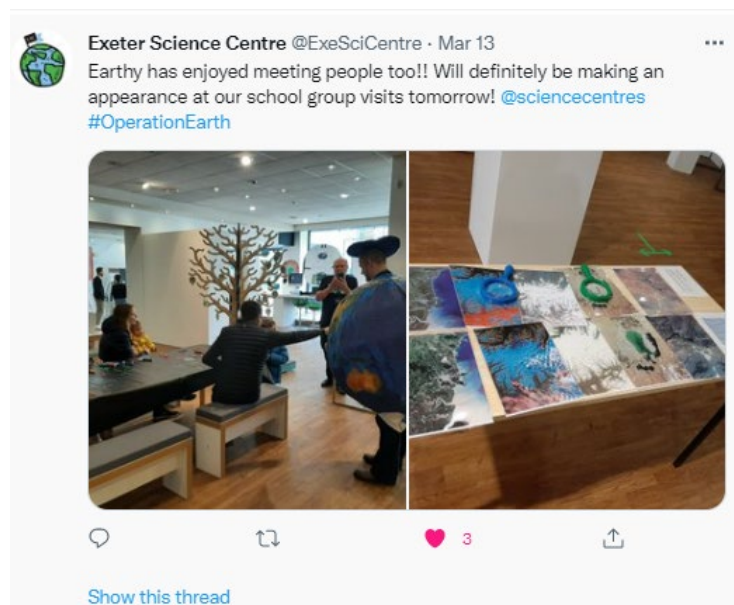 Exeter Science Centre @ExeSciCentre · Mar 13
Earthy has enjoyed meeting people too!! Will definitely be making an
appearance at our school group visits tomorrow! @sciencecentres
#OperationEarth
3
Show this thread